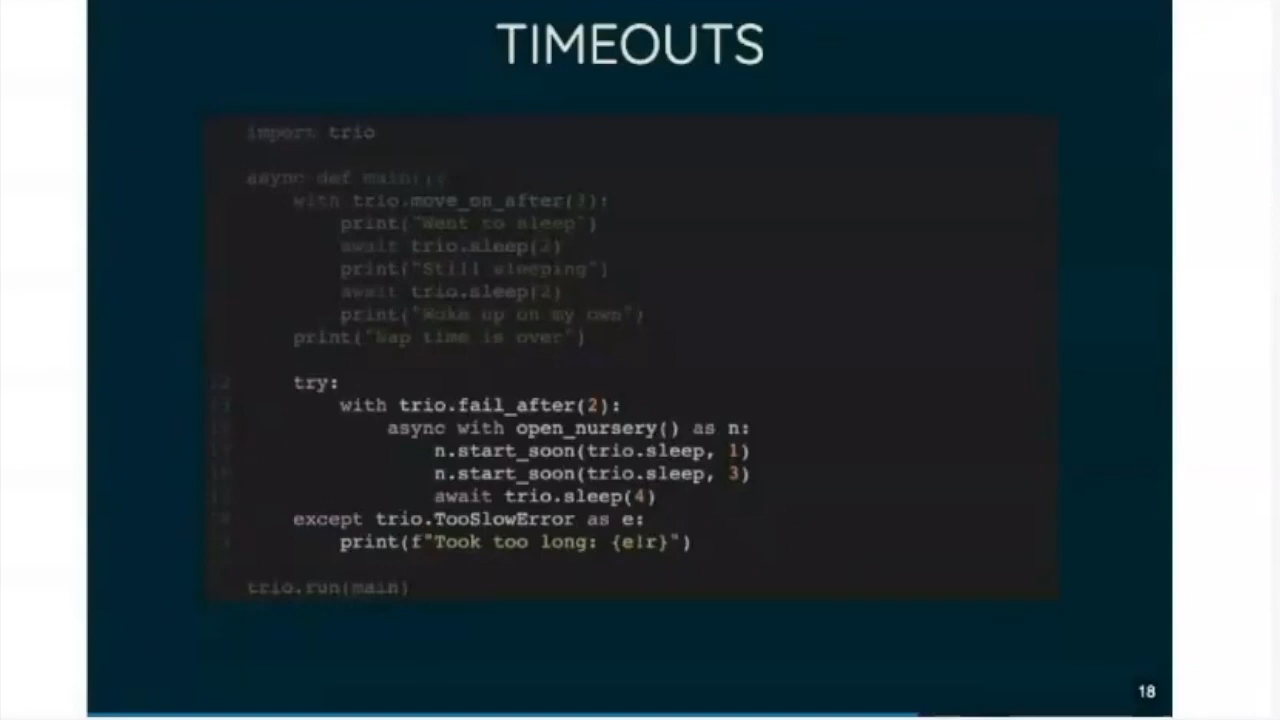 TIMEOUTS
import trio
async def main():
with trio.move_on_after(3):
print("Went to sleep")
await trio.sleep(2)
print("Still sleeping")
await trio.sleep(2)
print("Woke up on my own")
print("Nap time is over")
try:
with trio.fail_after(2):
async with open_nursery() as n:
n.start_soon(trio.sleep, 1)
n.start_soon(trio.sleep, 3)
await trio.sleep(4)
except trio.TooSlowError as e:
print(f"Took too long: {e!r}")
trio.run(main)
18